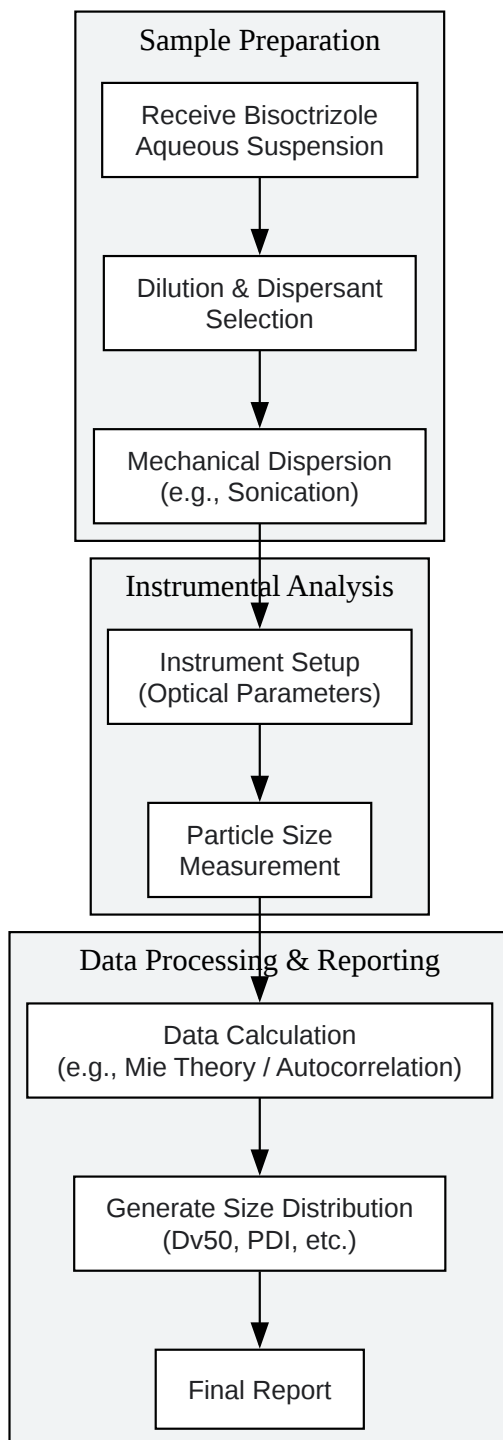 Sample Preparation
Receive Bisoctrizole
Aqueous Suspension
Dilution & Dispersant
Selection
Mechanical Dispersion
(e.g., Sonication)
Instrumental Analysis
Instrument Setup
(Optical Parameters)
Particle Size
Measurement
Data Processing & Reporting
Data Calculation
(e.g., Mie Theory / Autocorrelation)
Generate Size Distribution
(Dv50, PDI, etc.)
Final Report